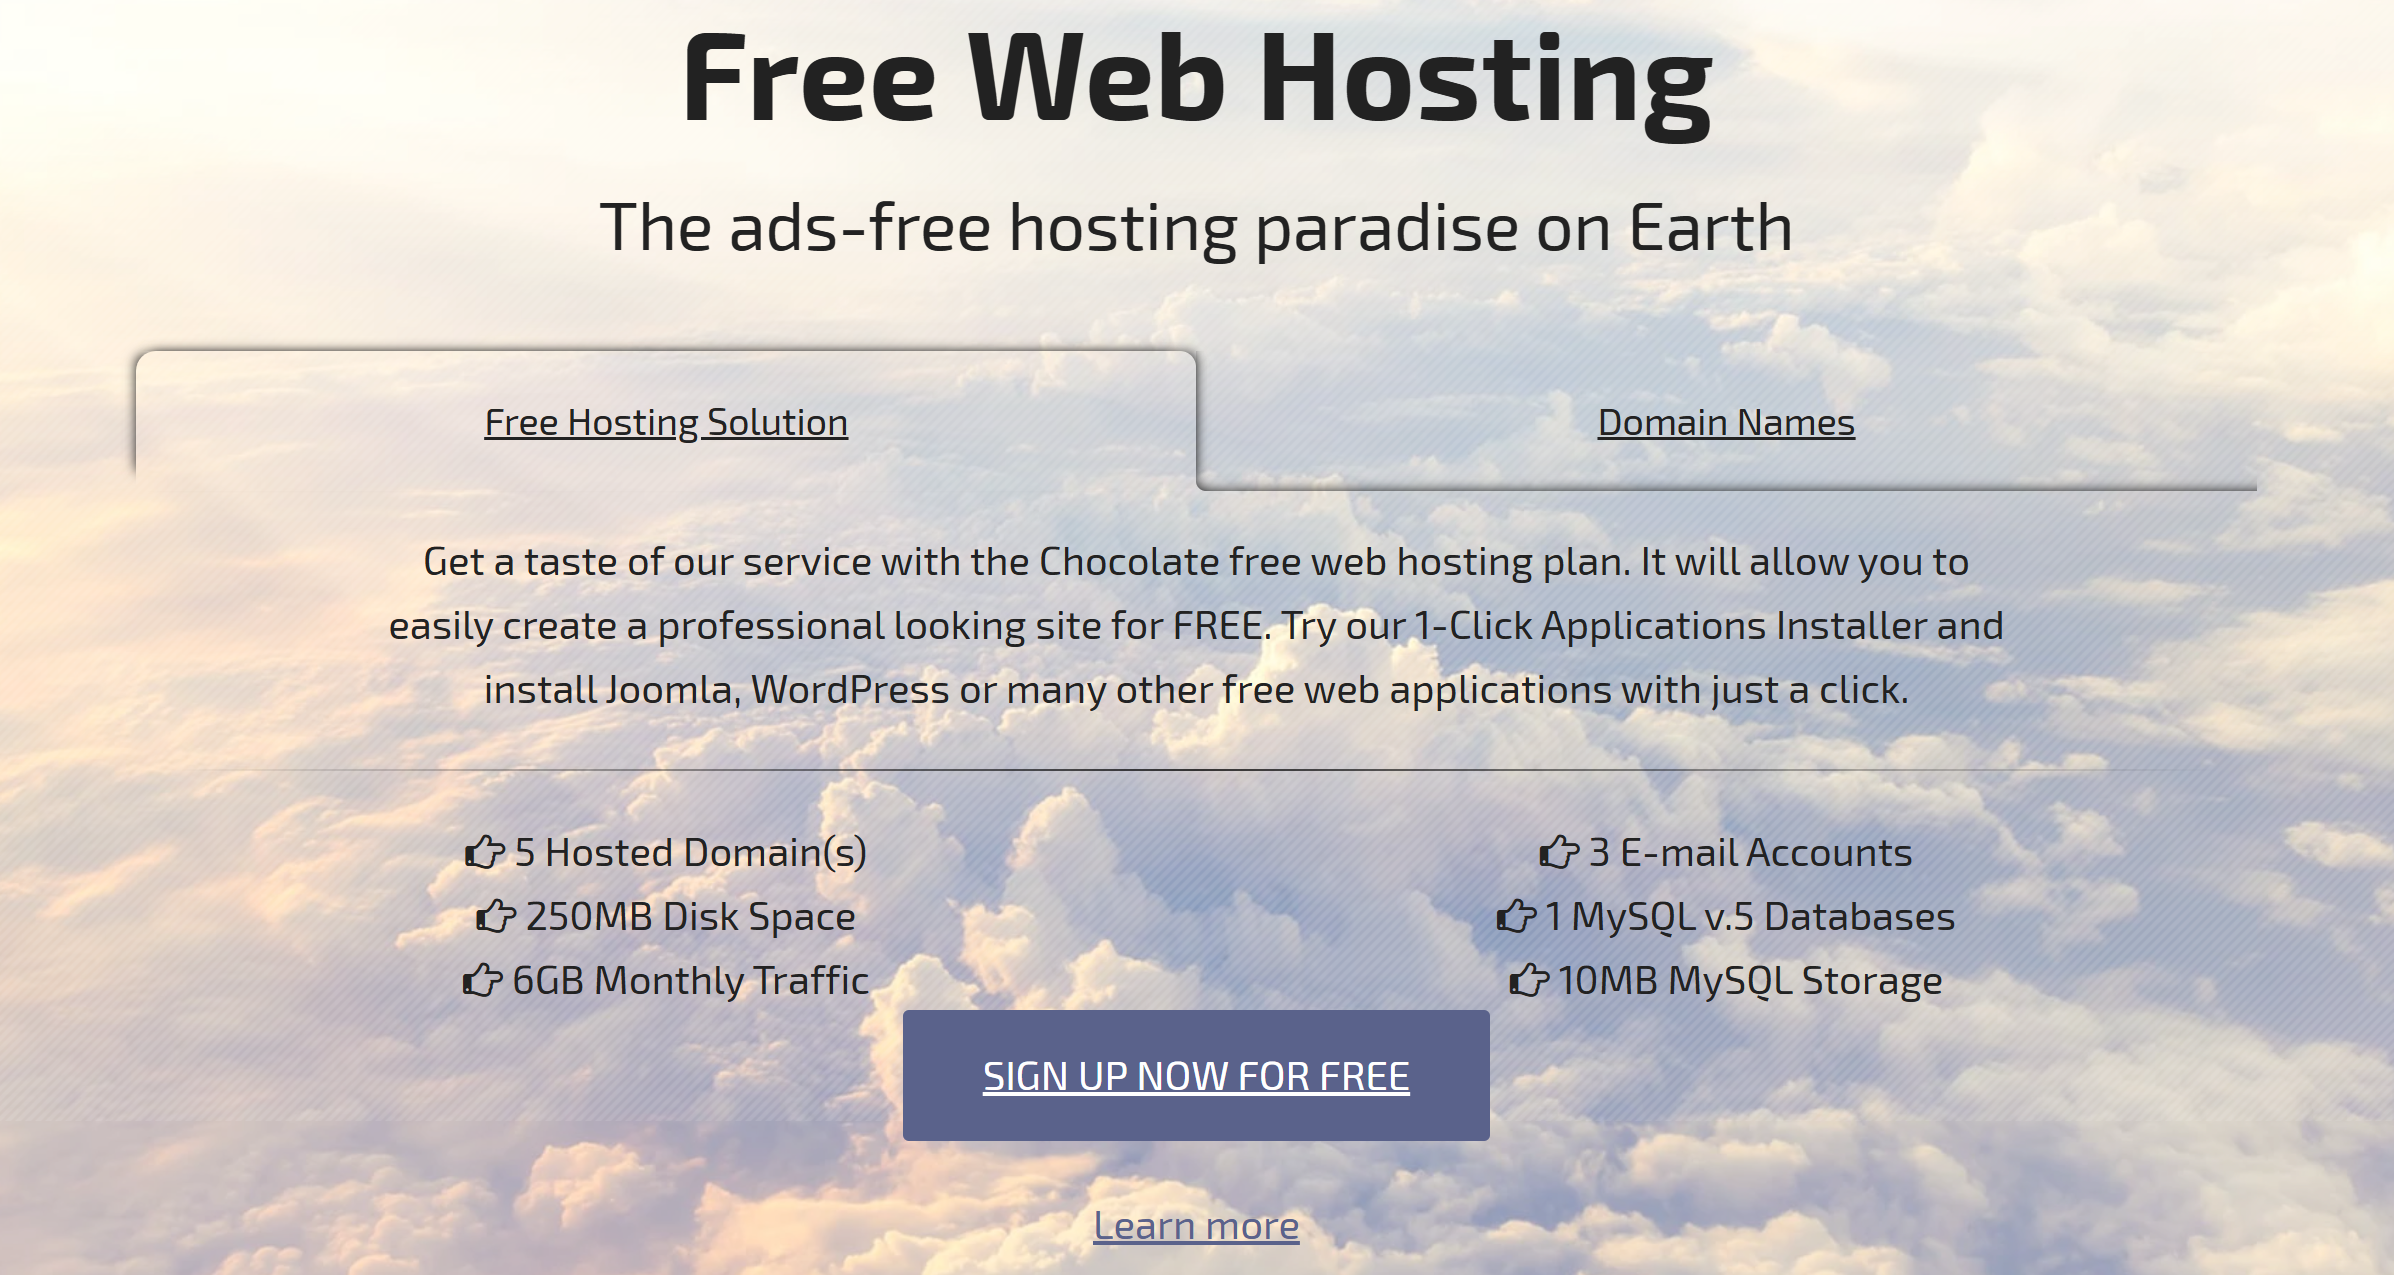 Free Web Hosting
The ads-free hosting paradise on Earth
Free Hosting Solution
Domain Names
Get a taste of our service with the Chocolate free web hosting plan. It will allow you to
easily create a professional looking site for FREE. Try our 1-Click Applications Installer and
install Joomla, WordPress or many other free web applications with just a click.
5 Hosted Domain(s)
250MB Disk Space
6GB Monthly Traffic
3 E-mail Accounts
1 MySQL v.5 Databases
10MB MySQL Storage
SIGN UP NOW FOR FREE
Learn more